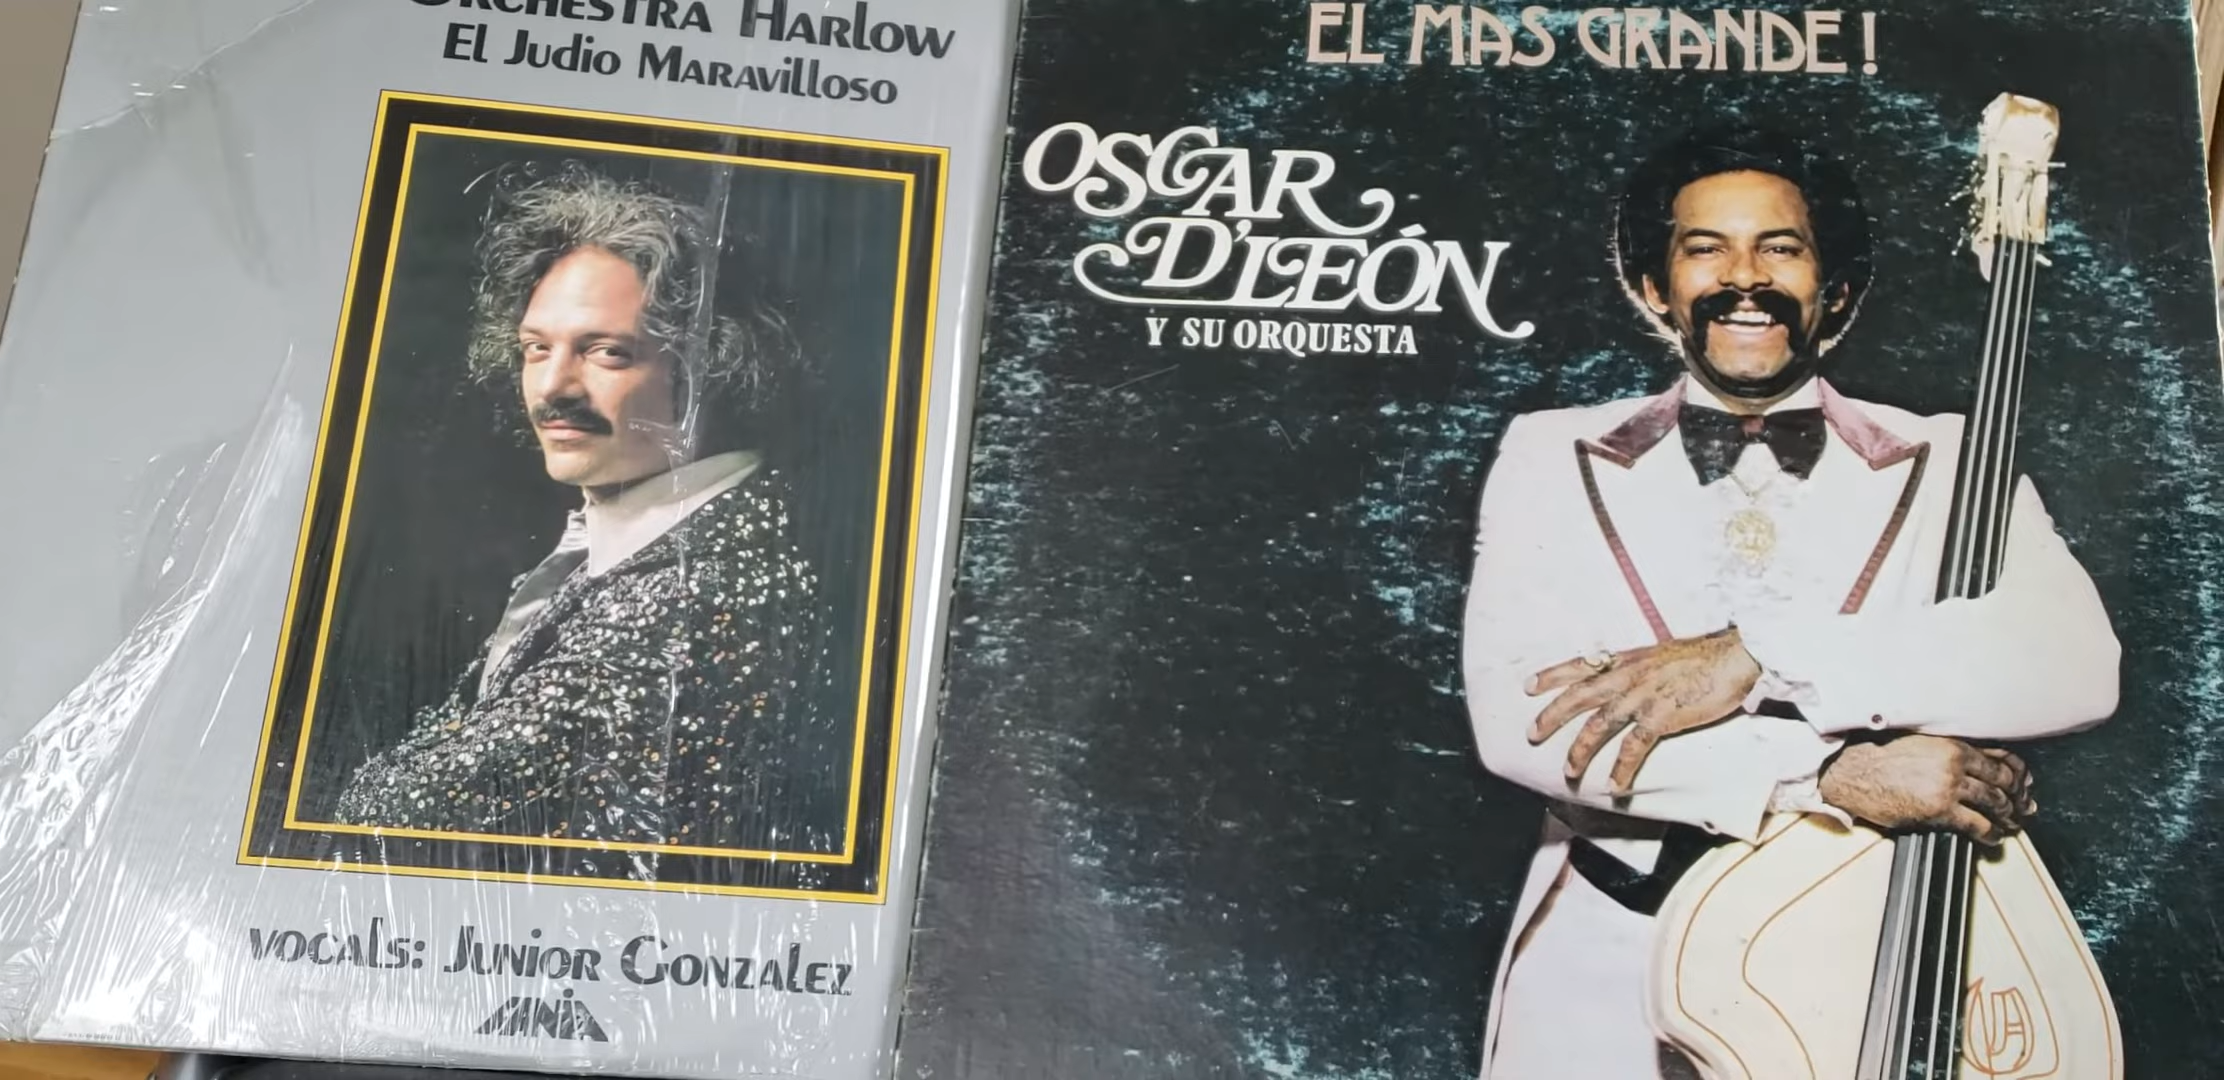 ORCHESTRA HARLOW
El Judio MARAvilloso
vocals: Junior Gonzalez
FANIA
EL MAS GRANDE!
OSCAR
D'LEÓN
Y SU ORQUESTA